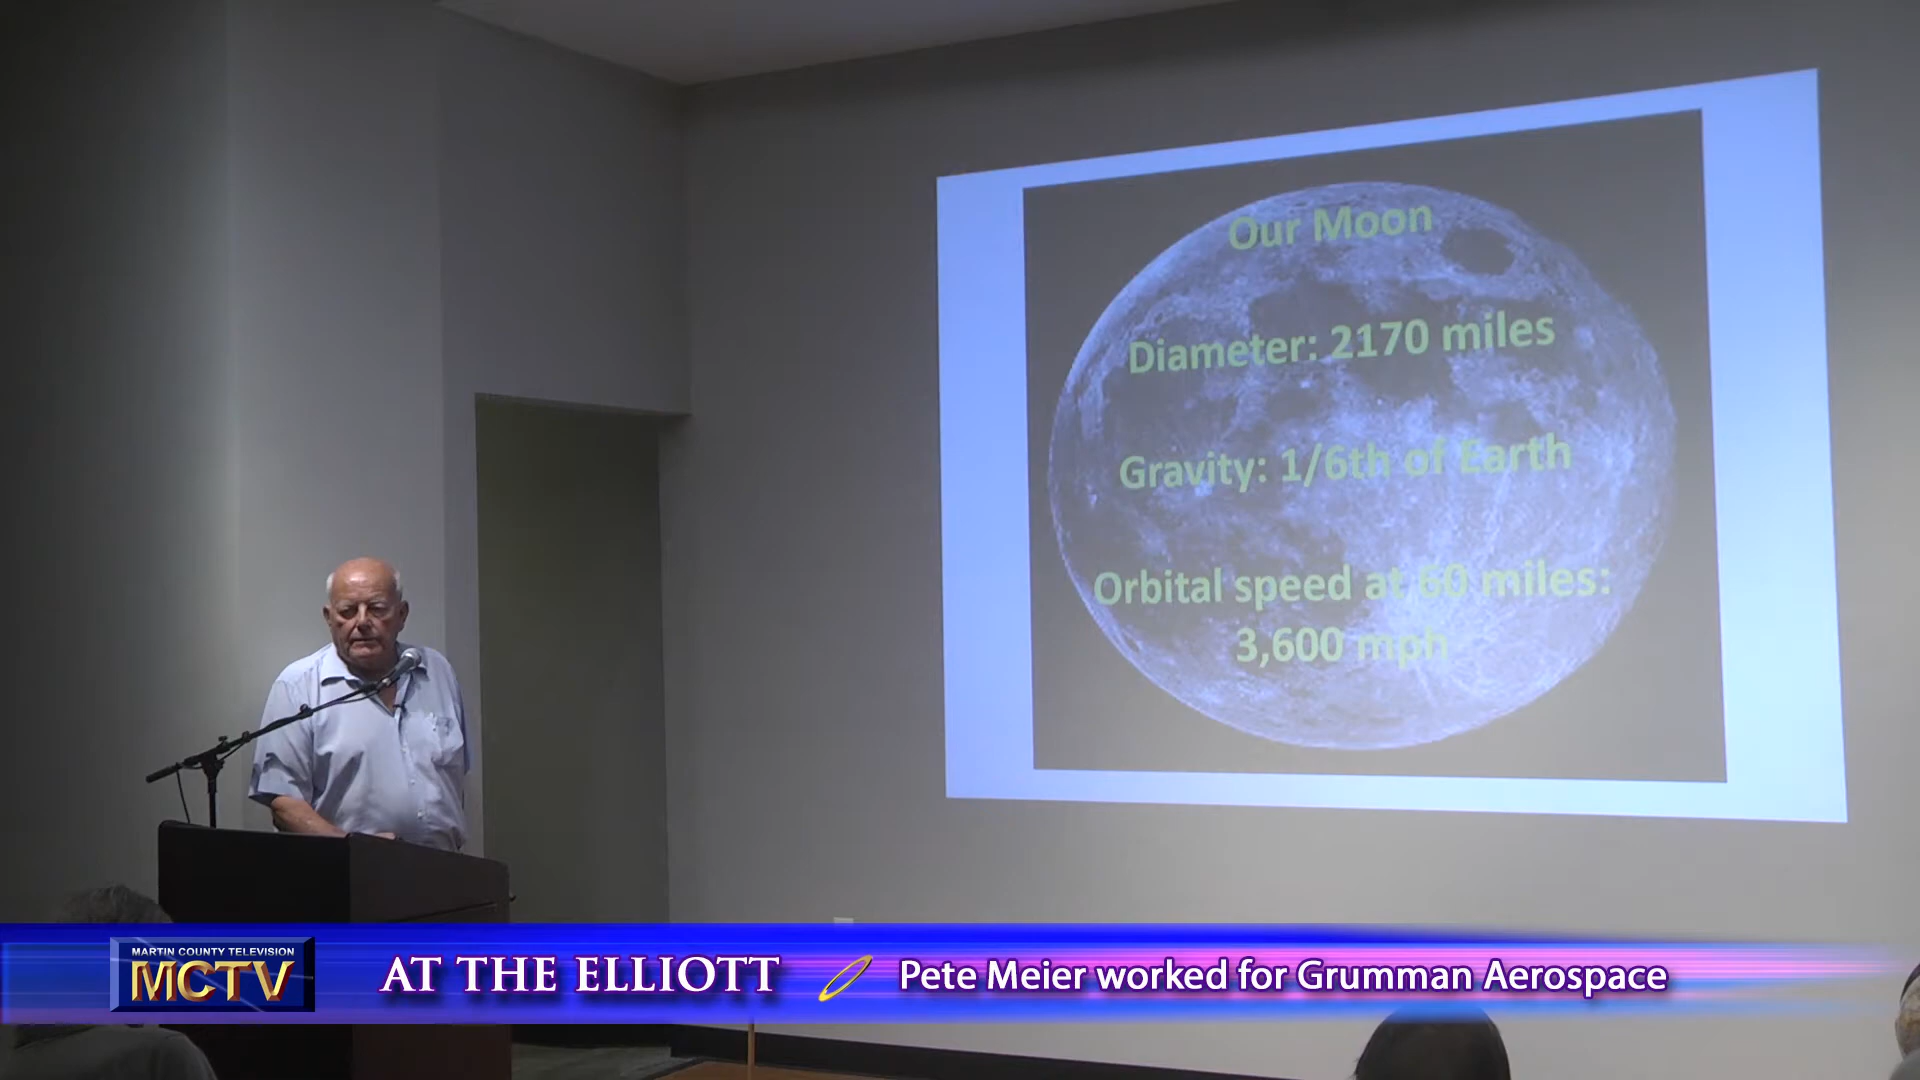 Our Moon
Diameter: 2170 miles
Gravity: 1/6th of Earth
Orbital speed at 60 miles:
3,600 mph
MARTIN COUNTY TELEVISION
MCTV
AT THE ELLIOTT
Pete Meier worked for Grumman Aerospace